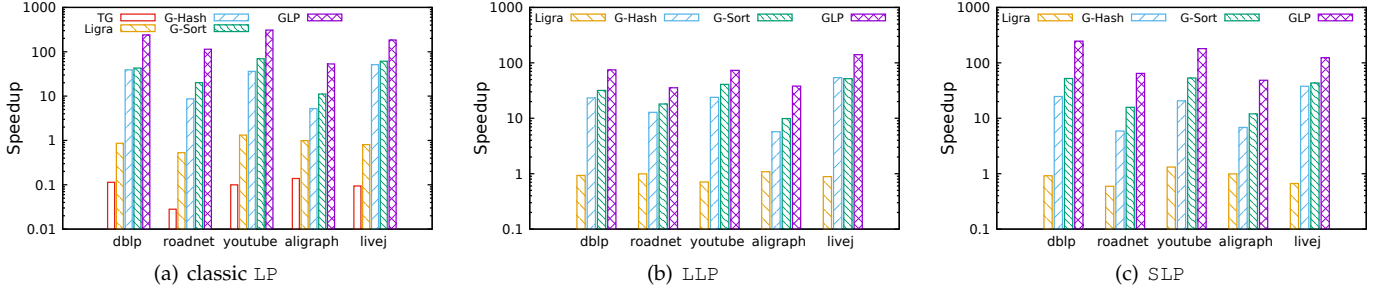 TG G-Hash GLP
Ligra G-Sort
Speedup
1000
100
10
1
0.1
0.01
dblp roadnet youtube aligraph livej
(a) classic LP
Ligra G-Hash G-Sort GLP
Speedup
1000
100
10
1
0.1
dblp roadnet youtube aligraph livej
(b) LLP
Ligra G-Hash G-Sort GLP
Speedup
1000
100
10
1
0.1
dblp roadnet youtube aligraph livej
(c) SLP